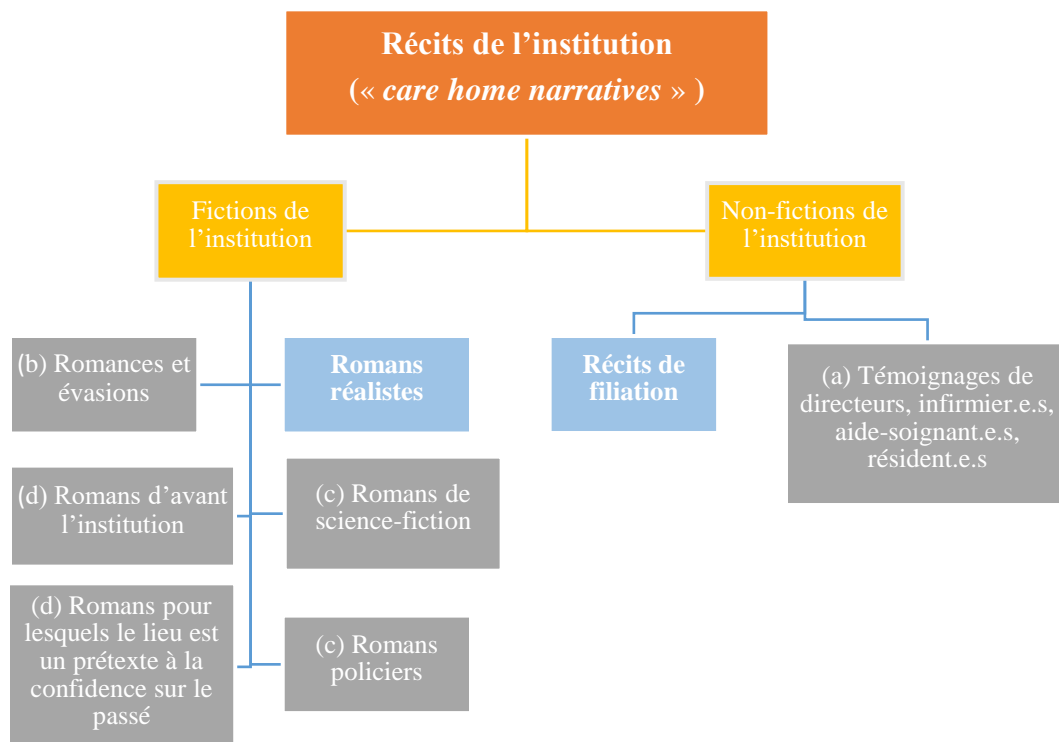 Récits de l’institution
(« care home narratives » )
Fictions de
l’institution
Non-fictions de
l’institution
(b) Romances et
évasions
Romans
réalistes
Récits de
filiation
(a) Témoignages de
directeurs, infirmier.e.s,
aide-soignant.e.s,
résident.e.s
(d) Romans d’avant
l’institution
(c) Romans de
science-fiction
(d) Romans pour
lesquels le lieu est
un prétexte à la
confidence sur le
passé
(c) Romans
policiers